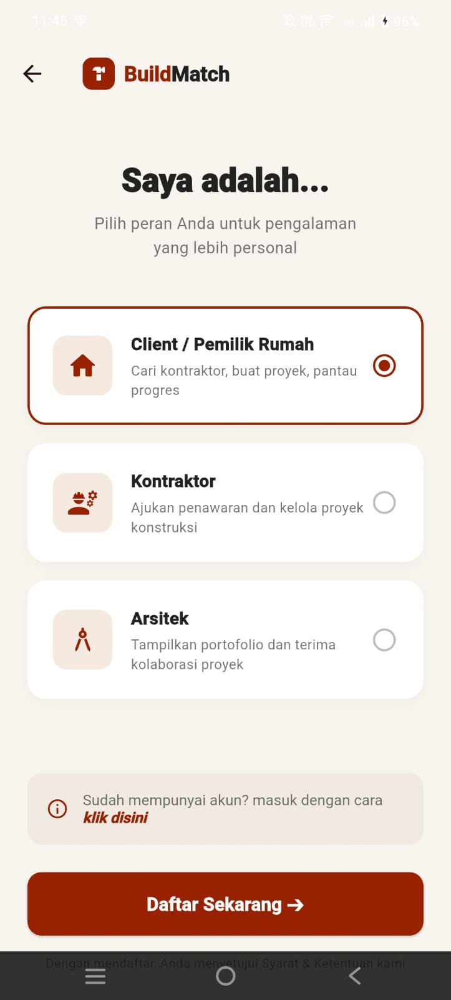 11:45
96%
BuildMatch
Saya adalah...
Pilih peran Anda untuk pengalaman
yang lebih personal
Client / Pemilik Rumah
Cari kontraktor, buat proyek, pantau
progres
Kontraktor
Ajukan penawaran dan kelola proyek
konstruksi
Arsitek
Tampilkan portofolio dan terima
kolaborasi proyek
Sudah mempunyai akun? masuk dengan cara
klik disini
Daftar Sekarang →
Dengan mendaftar, Anda menyetujui Syarat & Ketentuan kami